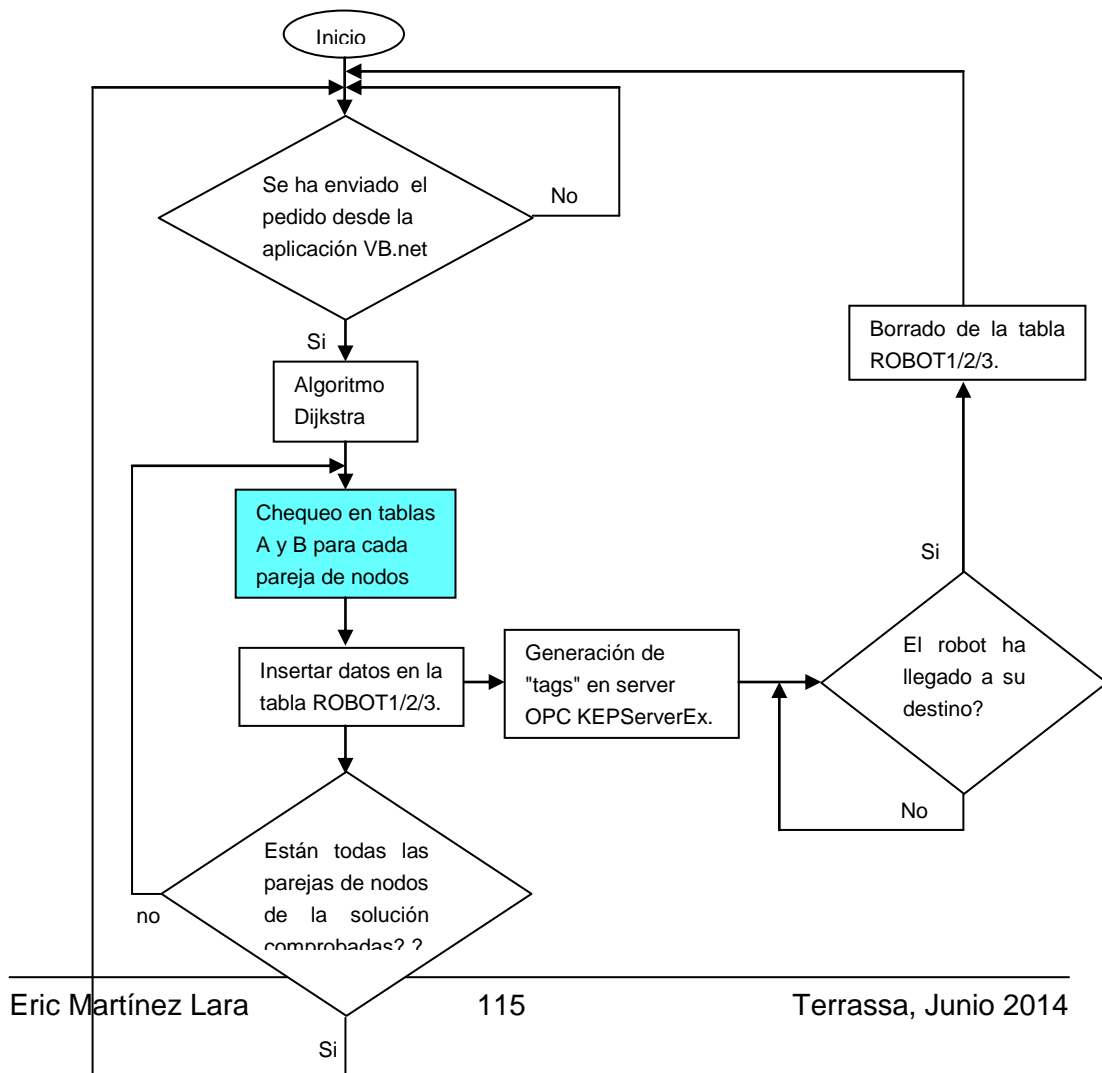 Inicio
Se ha enviado el
pedido desde la
aplicación VB.net
No
Si
Algoritmo
Dijkstra
Borrado de la tabla
ROBOT1/2/3.
Chequeo en tablas
A y B para cada
pareja de nodos
Si
Insertar datos en la
tabla ROBOT1/2/3.
Generación de
"tags" en server
OPC KEPServerEx.
El robot ha
llegado a su
destino?
No
Están todas las
parejas de nodos
de la solución
comprobadas? ?
no
Eric Martínez Lara 115 Terrassa, Junio 2014
Si